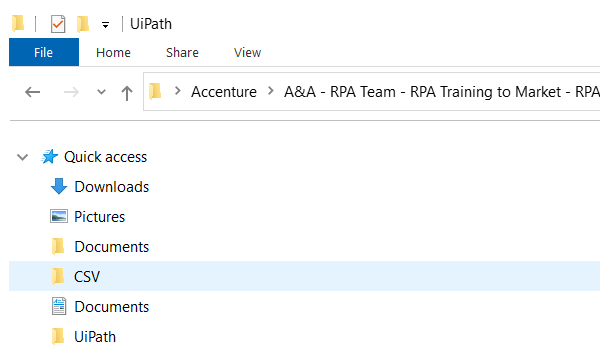 UiPath
File Home Share View
Accenture A&A - RPA Team - RPA Training to Market - RPA
Quick access
Downloads
Pictures
Documents
CSV
Documents
UiPath